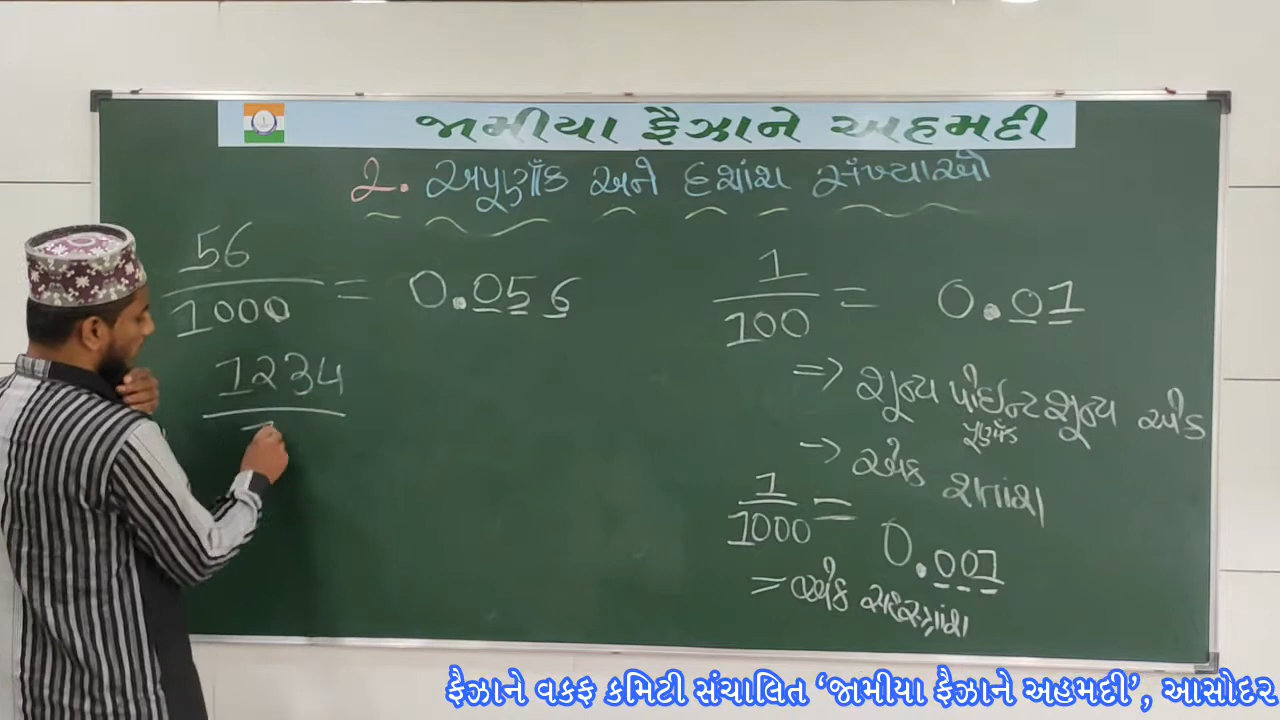 જામીયા ફૈઝાને અહમદી
2. અપૂર્ણાંક અને દશાંશ સંખ્યાઓ
56
1000
= 0.056
1234
1
100
= 0.01
=> શૂન્ય પોઈન્ટ શૂન્ય એક
પૂર્ણાંક
-> એક શતાંશ
1
1000
= 0.001
= એક સહસ્ત્રાંશ
ફૈઝાને વકફ કમિટી સંચાલિત ‘જામીયા ફૈઝાને અહમદી’, આસોદર